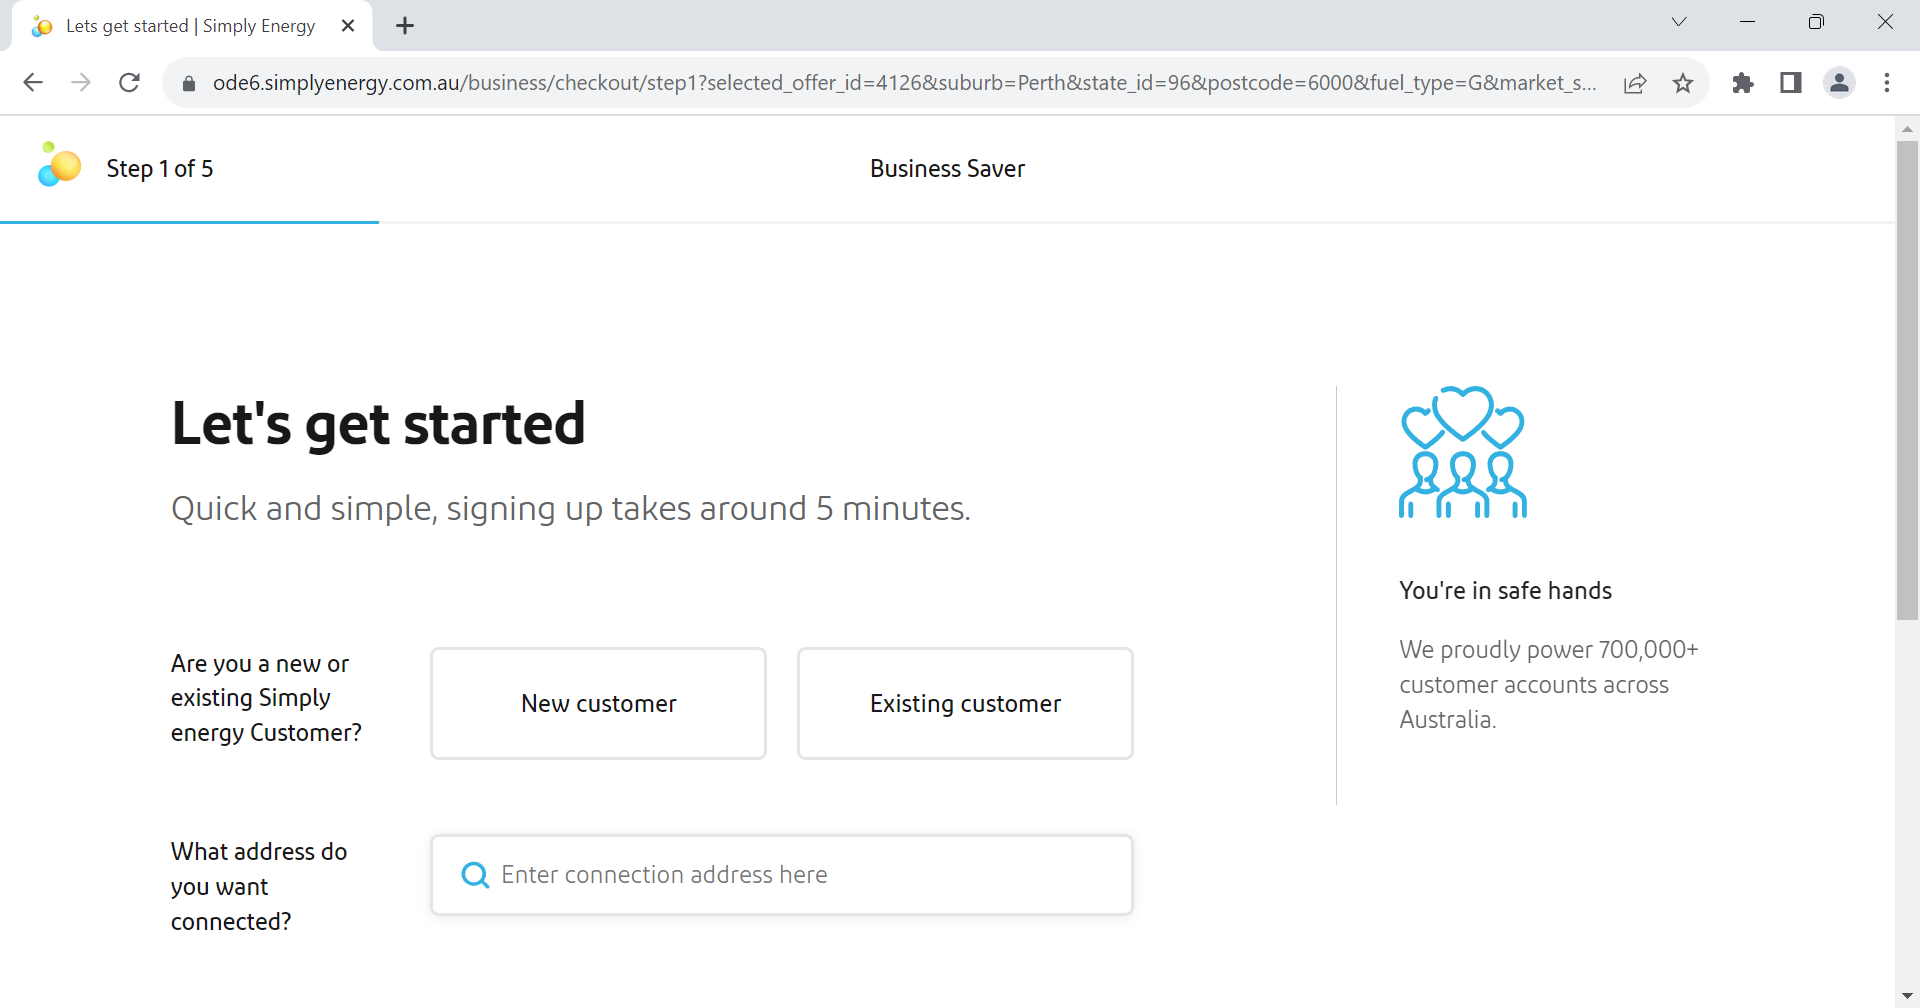 Lets get started | Simply Energy
ode6.simplyenergy.com.au/business/checkout/step1?selected_offer_id=4126&suburb=Perth&state_id=96&postcode=6000&fuel_type=G&market_s...
Step 1 of 5
Business Saver
Let's get started
Quick and simple, signing up takes around 5 minutes.
Are you a new or
existing Simply
energy Customer?
New customer
Existing customer
What address do
you want
connected?
Enter connection address here
You're in safe hands
We proudly power 700,000+
customer accounts across
Australia.